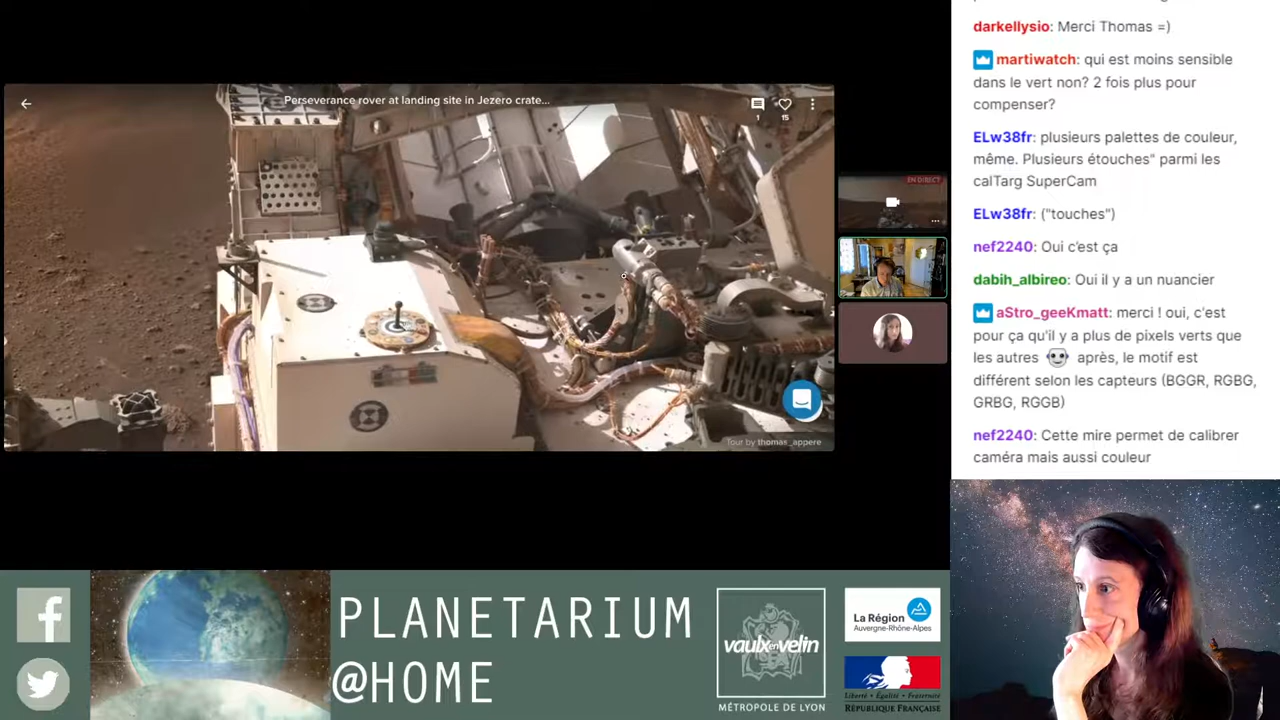 Perseverance rover at landing site in Jezero crate...
1
15
EN DIRECT
Tour by thomas_appere
darkellysio: Merci Thomas =)
martiwatch: qui est moins sensible
dans le vert non? 2 fois plus pour
compenser?
ELw38fr: plusieurs palettes de couleur,
même. Plusieurs étouches" parmi les
calTarg SuperCam
ELw38fr: ("touches")
nef2240: Oui c'est ça
dabih_albireo: Oui il y a un nuancier
aStro_geeKmatt: merci ! oui, c'est
pour ça qu'il y a plus de pixels verts que
les autres après, le motif est
différent selon les capteurs (BGGR, RGBG,
GRBG, RGGB)
nef2240: Cette mire permet de calibrer
caméra mais aussi couleur
PLANETARIUM
@HOME
vaulx en velin
MÉTROPOLE DE LYON
La Région
Auvergne-Rhône-Alpes
Liberté • Égalité • Fraternité
RÉPUBLIQUE FRANÇAISE